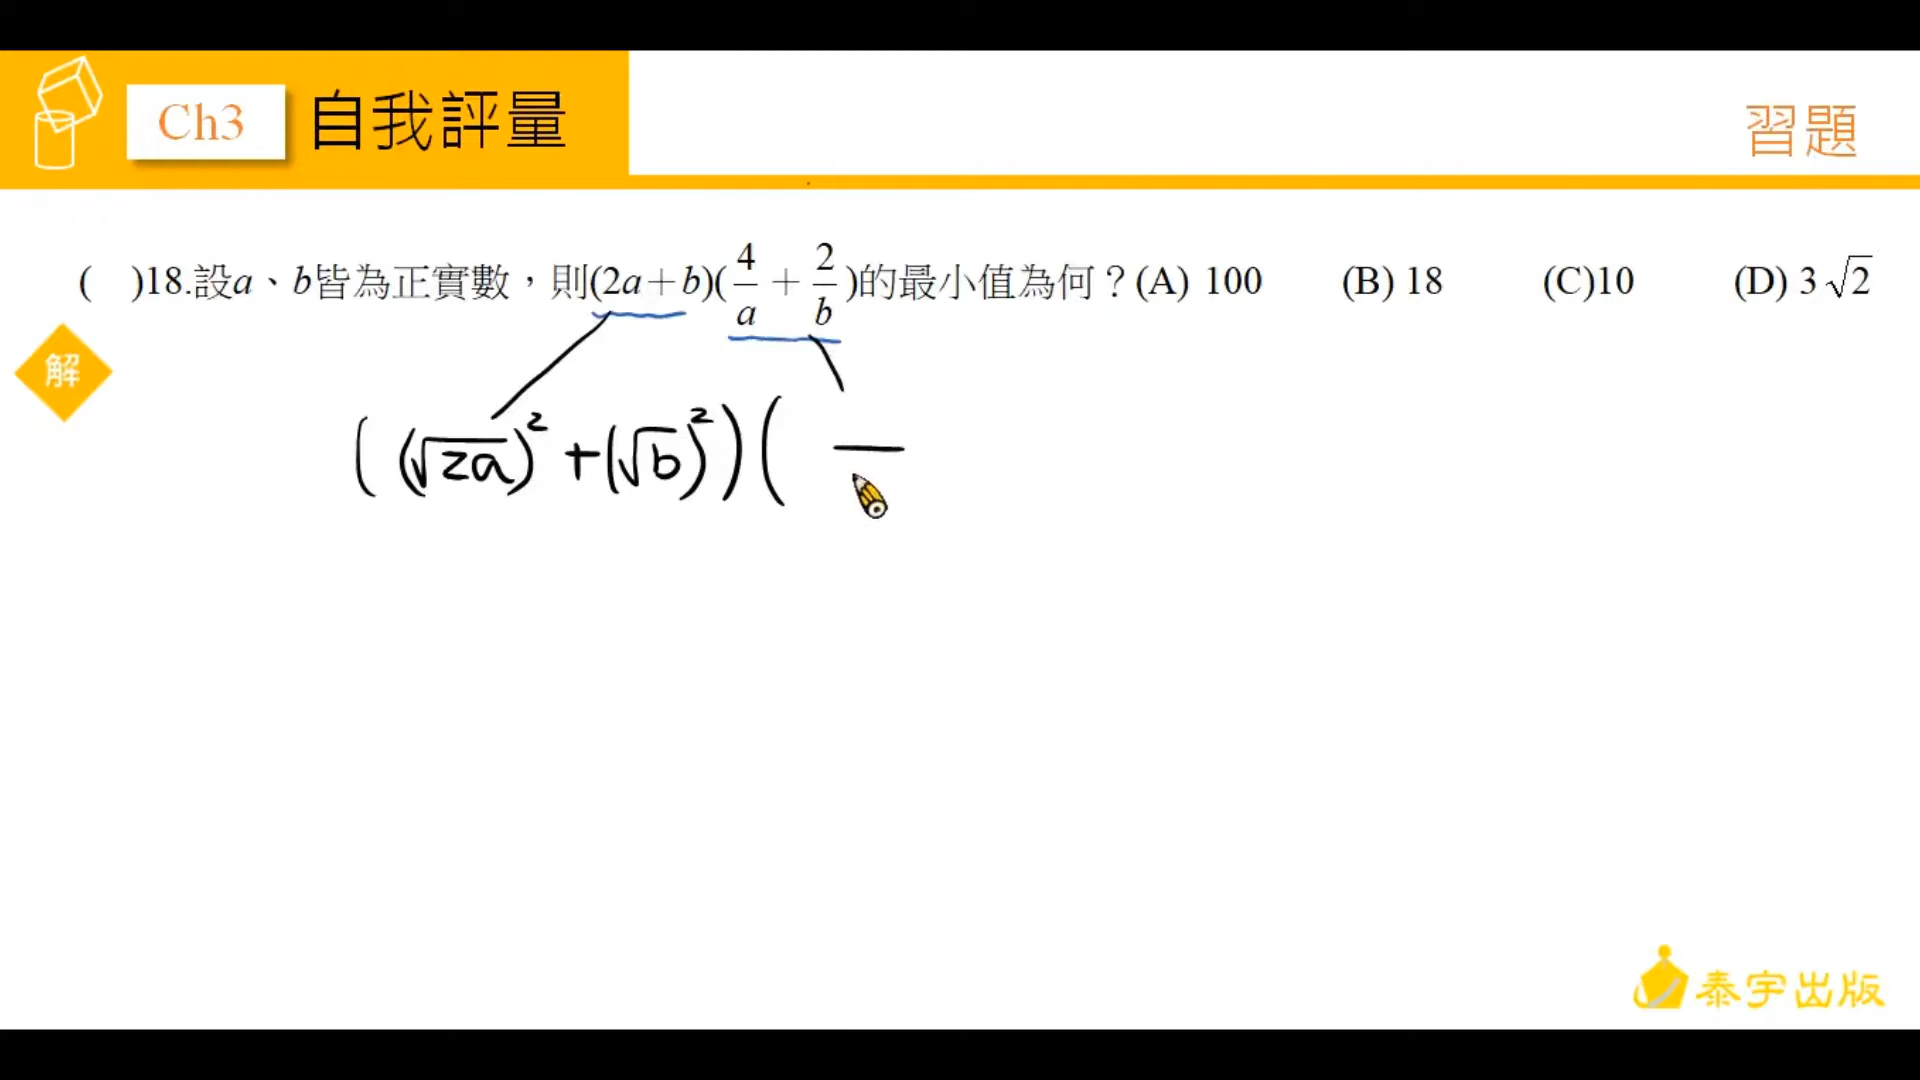 Ch3 自我評量
習題
( )18.設a、b皆為正實數，則(2a+b)(4/a + 2/b)的最小值為何？(A) 100 (B) 18 (C)10 (D) 3√2
解
((√2a)² + (√b)²)(
泰宇出版